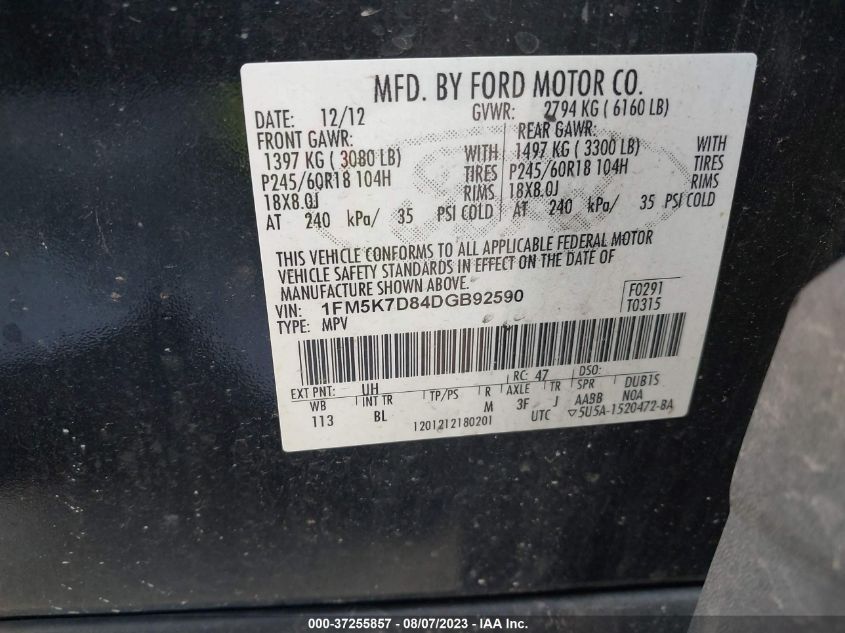 MFD. BY FORD MOTOR CO.
DATE: 12/12 GVWR: 2794 KG ( 6160 LB)
FRONT GAWR: REAR GAWR:
1397 KG ( 3080 LB) WITH 1497 KG ( 3300 LB) WITH
P245/60R18 104H TIRES P245/60R18 104H TIRES
18X8.0J RIMS 18X8.0J RIMS
AT 240 kPa/ 35 PSI COLD AT 240 kPa/ 35 PSI COLD
THIS VEHICLE CONFORMS TO ALL APPLICABLE FEDERAL MOTOR
VEHICLE SAFETY STANDARDS IN EFFECT ON THE DATE OF
MANUFACTURE SHOWN ABOVE.
VIN: 1FM5K7D84DGB92590 F0291
TYPE: MPV T0315
EXT PNT: UH RC: 47 DSO:
WB INT TR TP/PS R AXLE TR SPR DUB1S
113 BL M 3F J AABB NOA
1201212180201 UTC ▽5U5A-1520472-BA
000-37255857 - 08/07/2023 - IAA Inc.